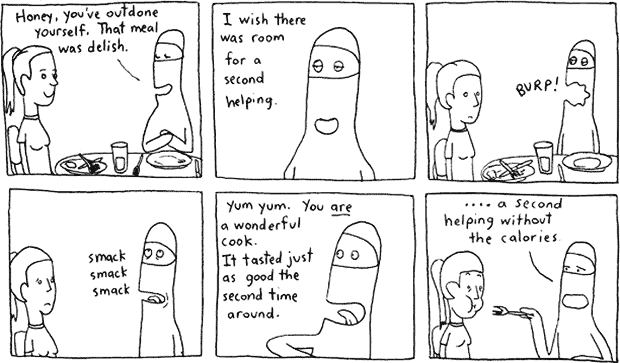 Honey, you've outdone
yourself. That meal
was delish.
I wish there
was room
for a
second
helping.
BURP!
smack
smack
smack
Yum yum. You are
a wonderful
cook.
It tasted just
as good the
second time
around.
.... a second
helping without
the calories